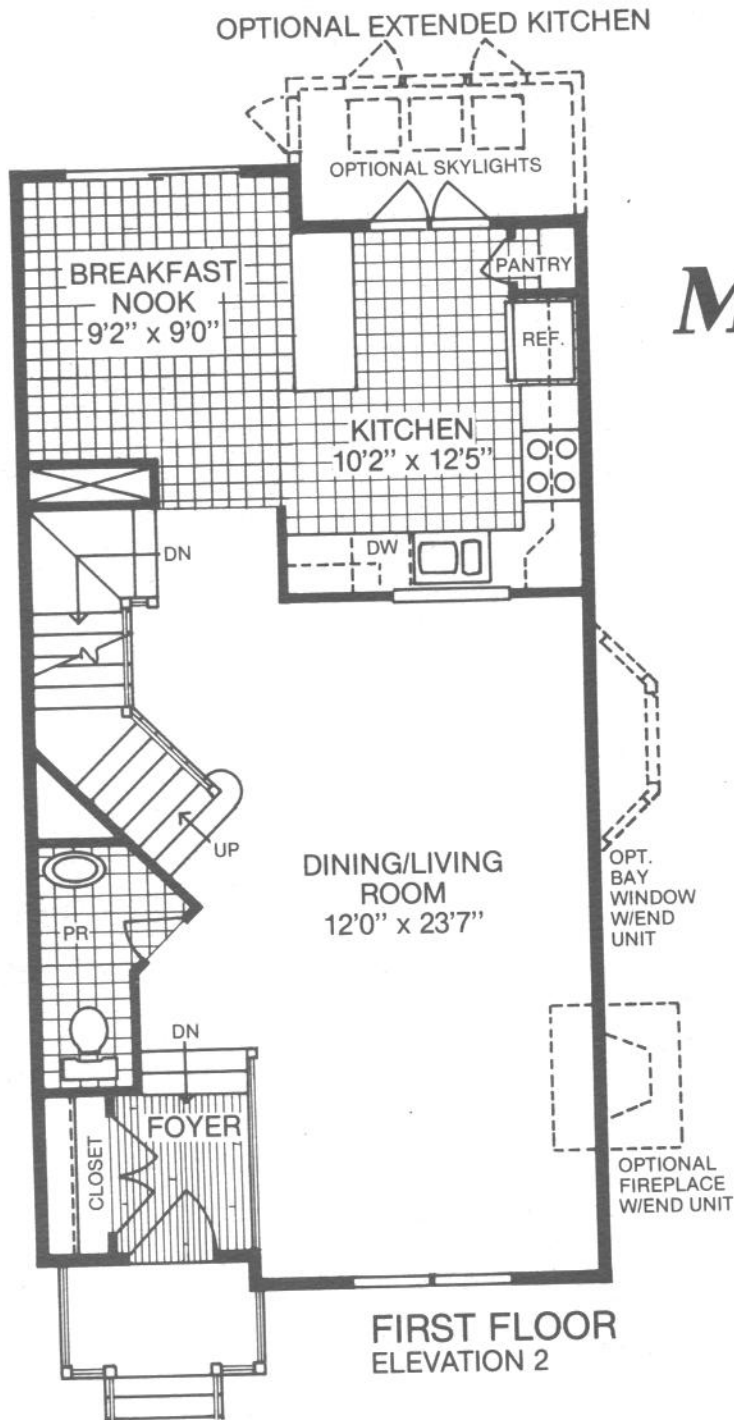 OPTIONAL EXTENDED KITCHEN
OPTIONAL SKYLIGHTS
BREAKFAST
NOOK
9'2" x 9'0"
PANTRY
M
REF.
KITCHEN
10'2" x 12'5"
DN
DW
UP
DINING/LIVING
ROOM
12'0" x 23'7"
OPT.
BAY
WINDOW
W/END
UNIT
PR
DN
FOYER
CLOSET
OPTIONAL
FIREPLACE
W/END UNIT
FIRST FLOOR
ELEVATION 2